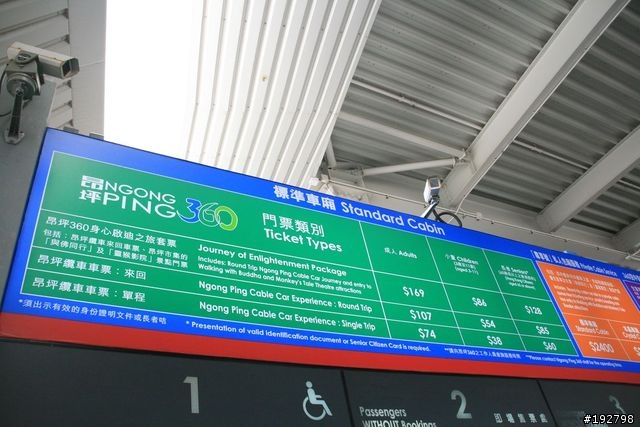 標準車廂 Standard Cabin
昂坪 NGONG PING 360
門票類別
Ticket Types
成人 Adults
小童 Children
(aged 3-11)
昂坪360身心啟迪之旅套票
包括：昂坪纜車來回車票、昂坪市集的
「與佛同行」及「靈猴影院」景點門票
Journey of Enlightenment Package
Includes: Round Trip Ngong Ping Cable Car Journey and entry to
Walking with Buddha and Monkey's Tale Theatre attractions
$169
$86
$128
昂坪纜車車票：來回
Ngong Ping Cable Car Experience : Round Trip
$107
$54
$85
昂坪纜車車票：單程
Ngong Ping Cable Car Experience : Single Trip
$74
$38
$60
*須出示有效的身份證明文件或長者咭
* Presentation of valid identification document or Senior Citizen Card is required.
$2400
1
2
3
Passengers
WITHOUT Bookings
#192798